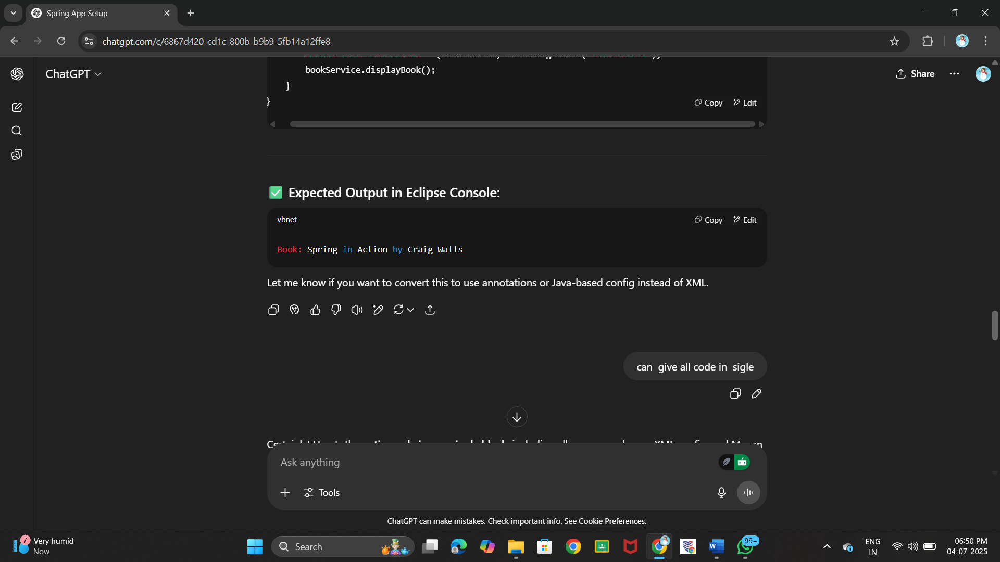 Spring App Setup
chatgpt.com/c/6867d420-cd1c-800b-b9b9-5fb14a12ffe8
ChatGPT
Share
bookService.displayBook();
}
}
Copy Edit
✅ Expected Output in Eclipse Console:
vbnet
Copy Edit
Book: Spring in Action by Craig Walls
Let me know if you want to convert this to use annotations or Java-based config instead of XML.
can give all code in sigle
Ask anything
Tools
ChatGPT can make mistakes. Check important info. See Cookie Preferences.
7
Very humid
Now
Search
99+
ENG
IN
06:50 PM
04-07-2025